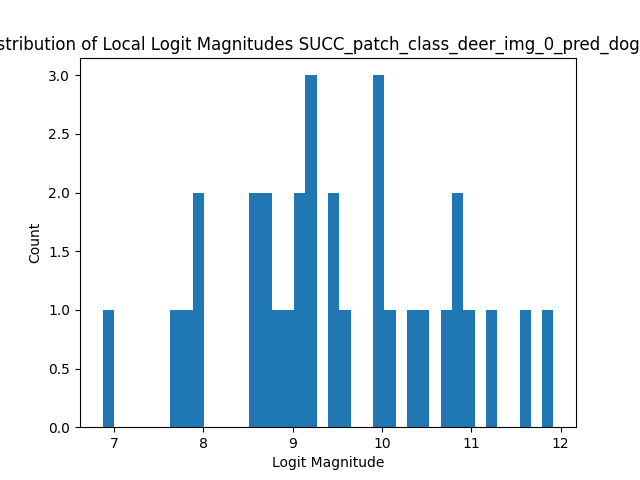 stribution of Local Logit Magnitudes SUCC_patch_class_deer_img_0_pred_dog
3.0
2.5
2.0
1.5
1.0
0.5
0.0
Count
7 8 9 10 11 12
Logit Magnitude